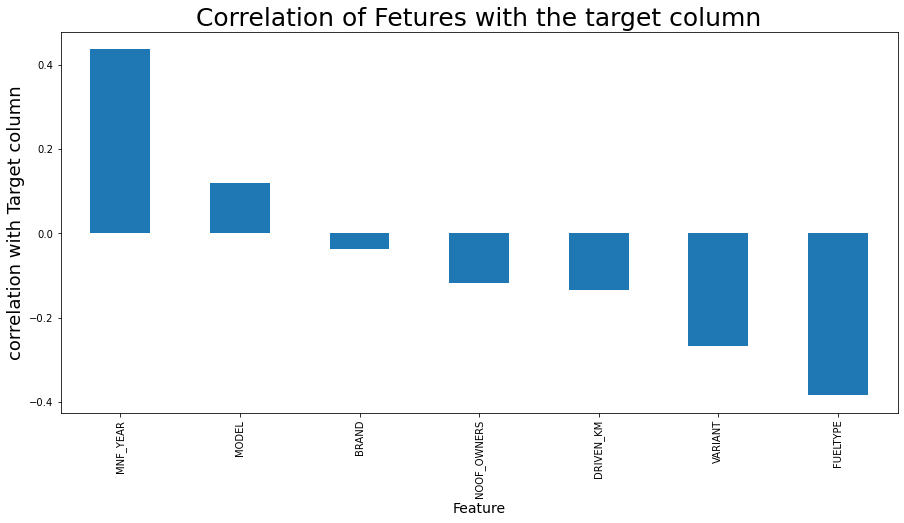 Correlation of Fetures with the target column
correlation with Target column
0.4
0.2
0.0
−0.2
−0.4
MNF_YEAR
MODEL
BRAND
NOOF_OWNERS
DRIVEN_KM
VARIANT
FUELTYPE
Feature